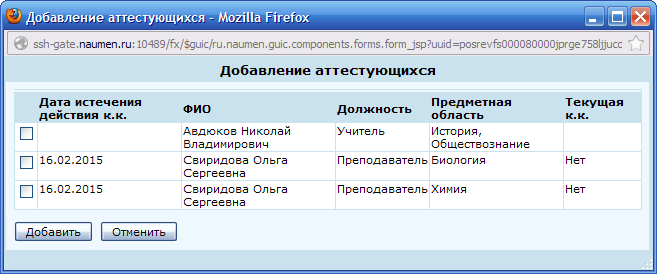 Добавление аттестующихся - Mozilla Firefox
ssh-gate.naumen.ru:10489/fx/$guic/ru.naumen.guic.components.forms.form_jsp?uuid=posrevfs000080000jprge758ljjucc
Добавление аттестующихся
Дата истечения действия к.к. ФИО Должность Предметная область Текущая к.к.
Авдюков Николай Владимирович Учитель История, Обществознание
16.02.2015 Свиридова Ольга Сергеевна Преподаватель Биология Нет
16.02.2015 Свиридова Ольга Сергеевна Преподаватель Химия Нет
Добавить Отменить